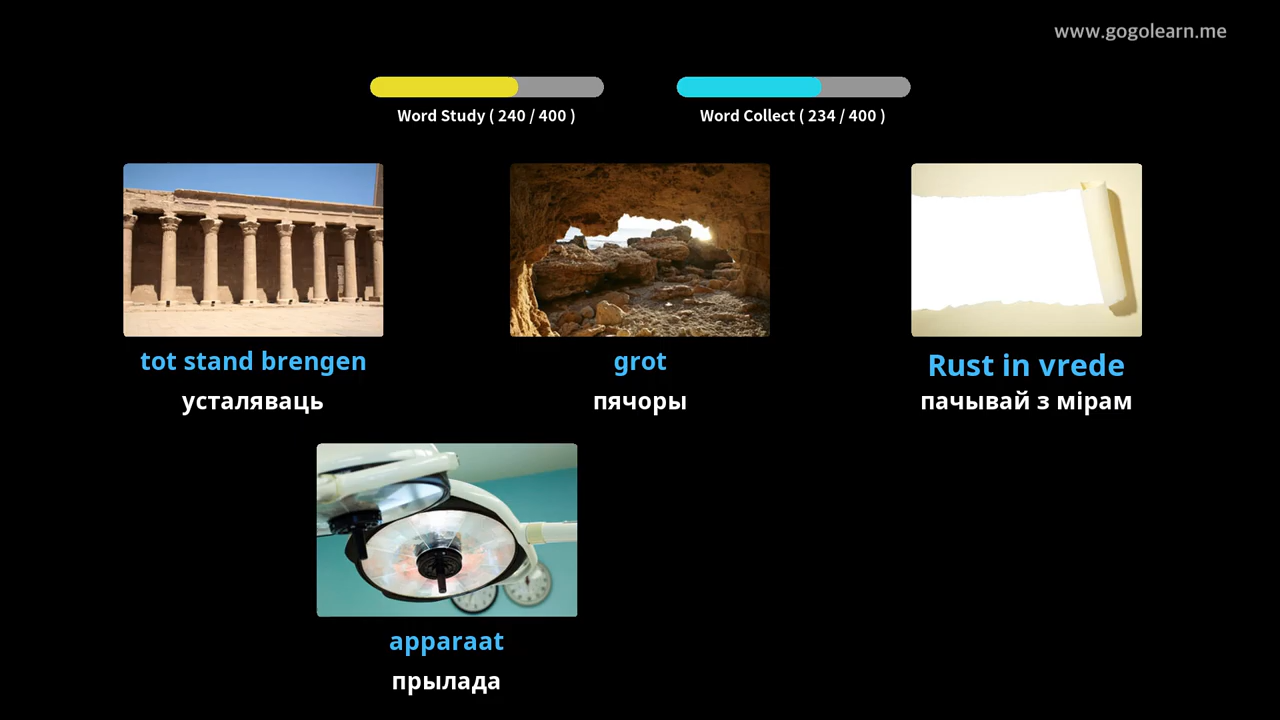 www.gogolearn.me
Word Study ( 240 / 400 )
Word Collect ( 234 / 400 )
tot stand brengen
усталяваць
grot
пячоры
Rust in vrede
пачывай з мірам
apparaat
прылада